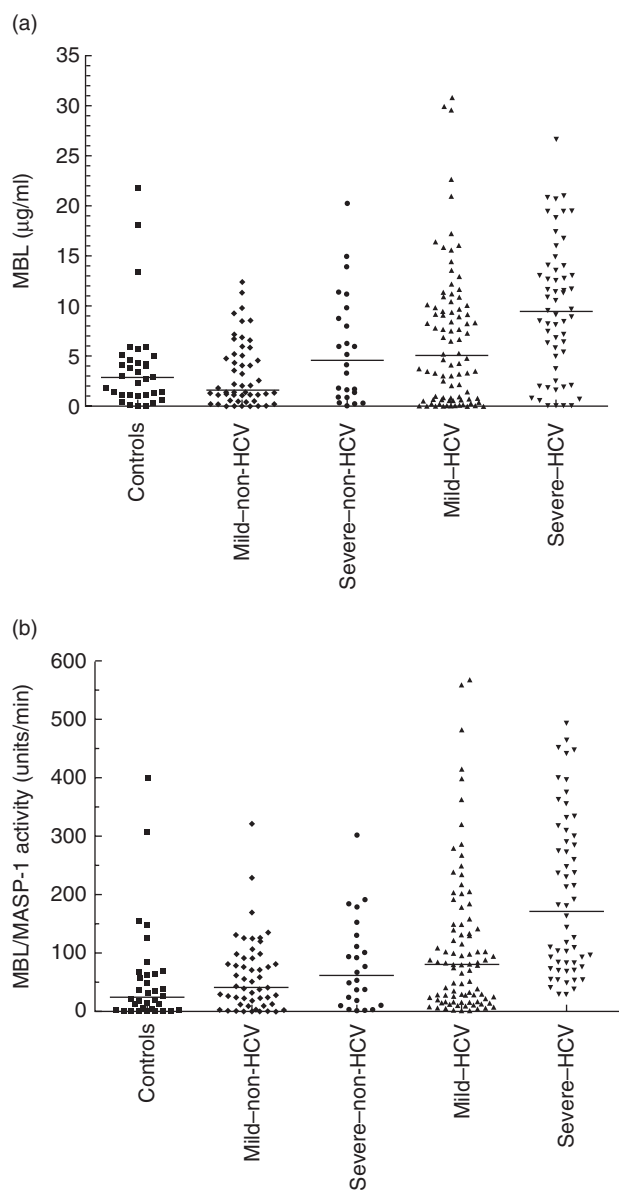 (a)
35
30
25
20
15
10
5
0
MBL (µg/ml)
Controls
Mild–non-HCV
Severe–non-HCV
Mild–HCV
Severe–HCV
(b)
600
500
400
300
200
100
0
MBL/MASP-1 activity (units/min)
Controls
Mild–non-HCV
Severe–non-HCV
Mild–HCV
Severe–HCV